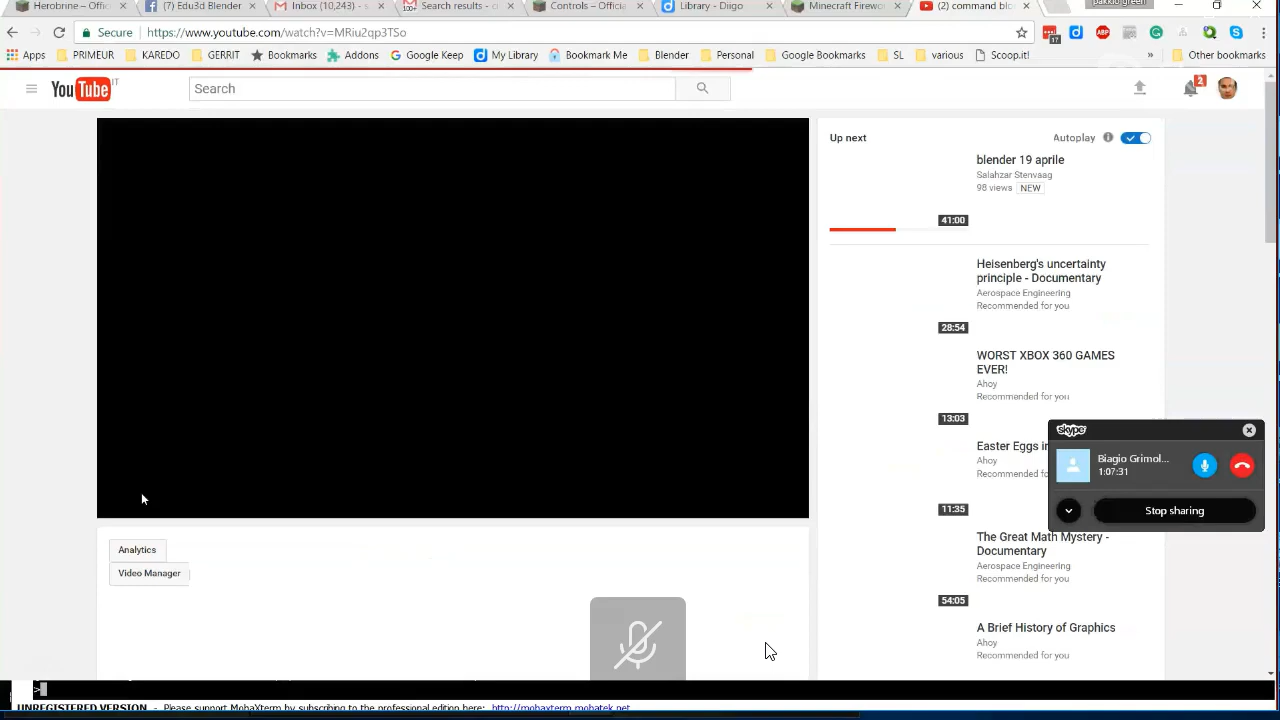 Herobrine – Officia
(7) Edu3d Blender
Inbox (10,243) -
Search results - c
Controls – Officia
Library - Diigo
Minecraft Firewo
(2) command blo
Apps
PRIMEUR
KAREDO
GERRIT
Bookmarks
Addons
Google Keep
My Library
Bookmark Me
Blender
Personal
Google Bookmarks
SL
various
Scoop.it!
»
Other bookmarks
Secure
https://www.youtube.com/watch?v=MRiu2qp3TSo
17
ABP
YouTube IT
Search
2
Up next
Autoplay
blender 19 aprile
Salahzar Stenvaag
98 views NEW
41:00
Heisenberg's uncertainty
principle - Documentary
Aerospace Engineering
Recommended for you
28:54
WORST XBOX 360 GAMES
EVER!
Ahoy
Recommended for you
13:03
Easter Eggs in
Ahoy
11:35
skype
Biagio Grimol...
1:07:31
Stop sharing
The Great Math Mystery -
Documentary
Aerospace Engineering
Recommended for you
54:05
A Brief History of Graphics
Ahoy
Recommended for you
Analytics
Video Manager
>
UNREGISTERED VERSION - Please support MobaXterm by subscribing to the professional edition here: http://mobaxterm.mobatek.net